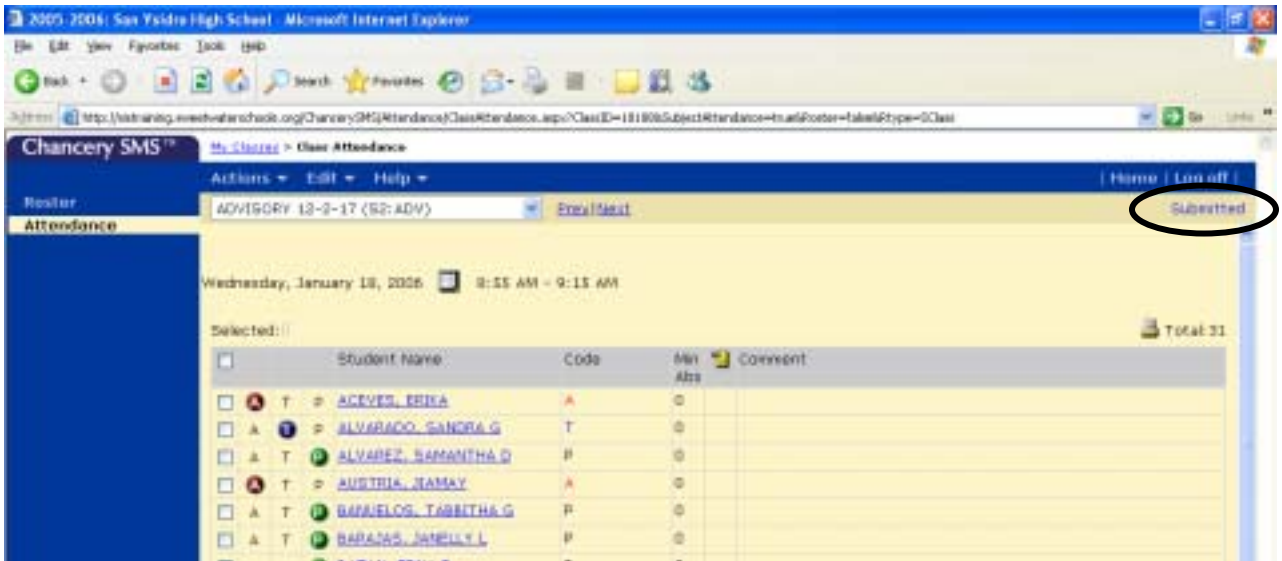 2005-2006: San Ysidro High School - Microsoft Internet Explorer
File Edit View Favorites Tools Help
Back Search Favorites
Address Go Links
Chancery SMS™ My Classes > Class Attendance
Actions Edit Help | Home | Log off |
Roster ADVISORY 12-2-17 (S2:ADV) Prev|Next Submitted
Attendance
Wednesday, January 18, 2006 8:55 AM - 9:15 AM
Selected: Total: 31
Student Name Code Min Abs Comment
A T P ACEVES, ERIKA A 0
A T P ALVARADO, SANDRA G T 0
A T P ALVAREZ, SAMANTHA D P 0
A T P AUSTRIA, JIAMAY A 0
A T P BANUELOS, TABBITHA G P 0
A T P BARAJAS, JANELLY L P 0